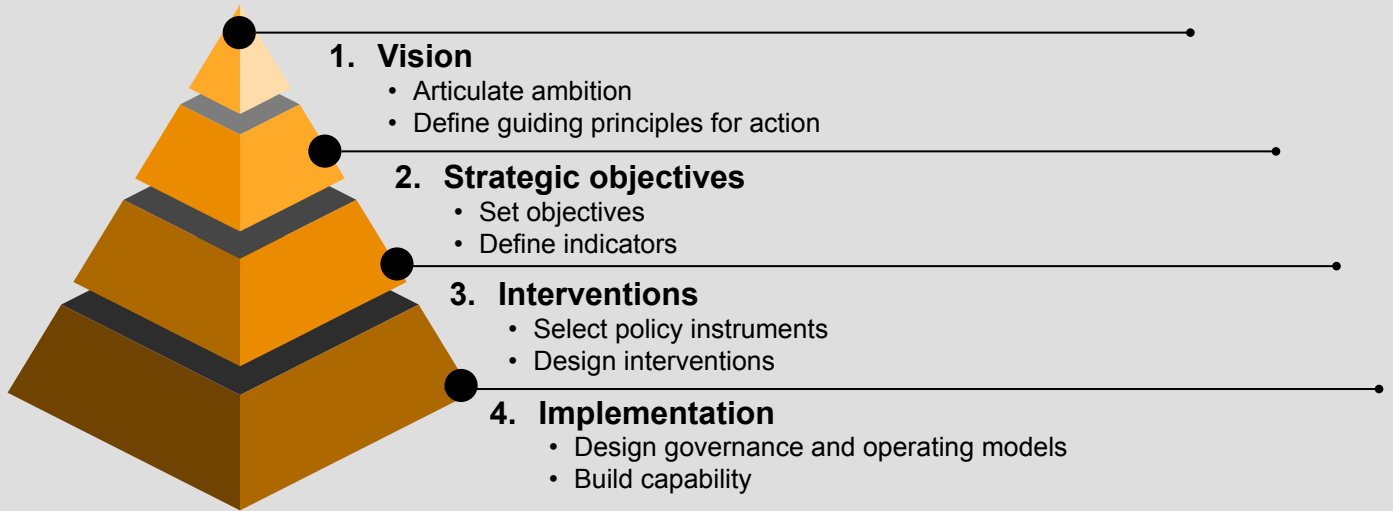 1. Vision
• Articulate ambition
• Define guiding principles for action
2. Strategic objectives
• Set objectives
• Define indicators
3. Interventions
• Select policy instruments
• Design interventions
4. Implementation
• Design governance and operating models
• Build capability